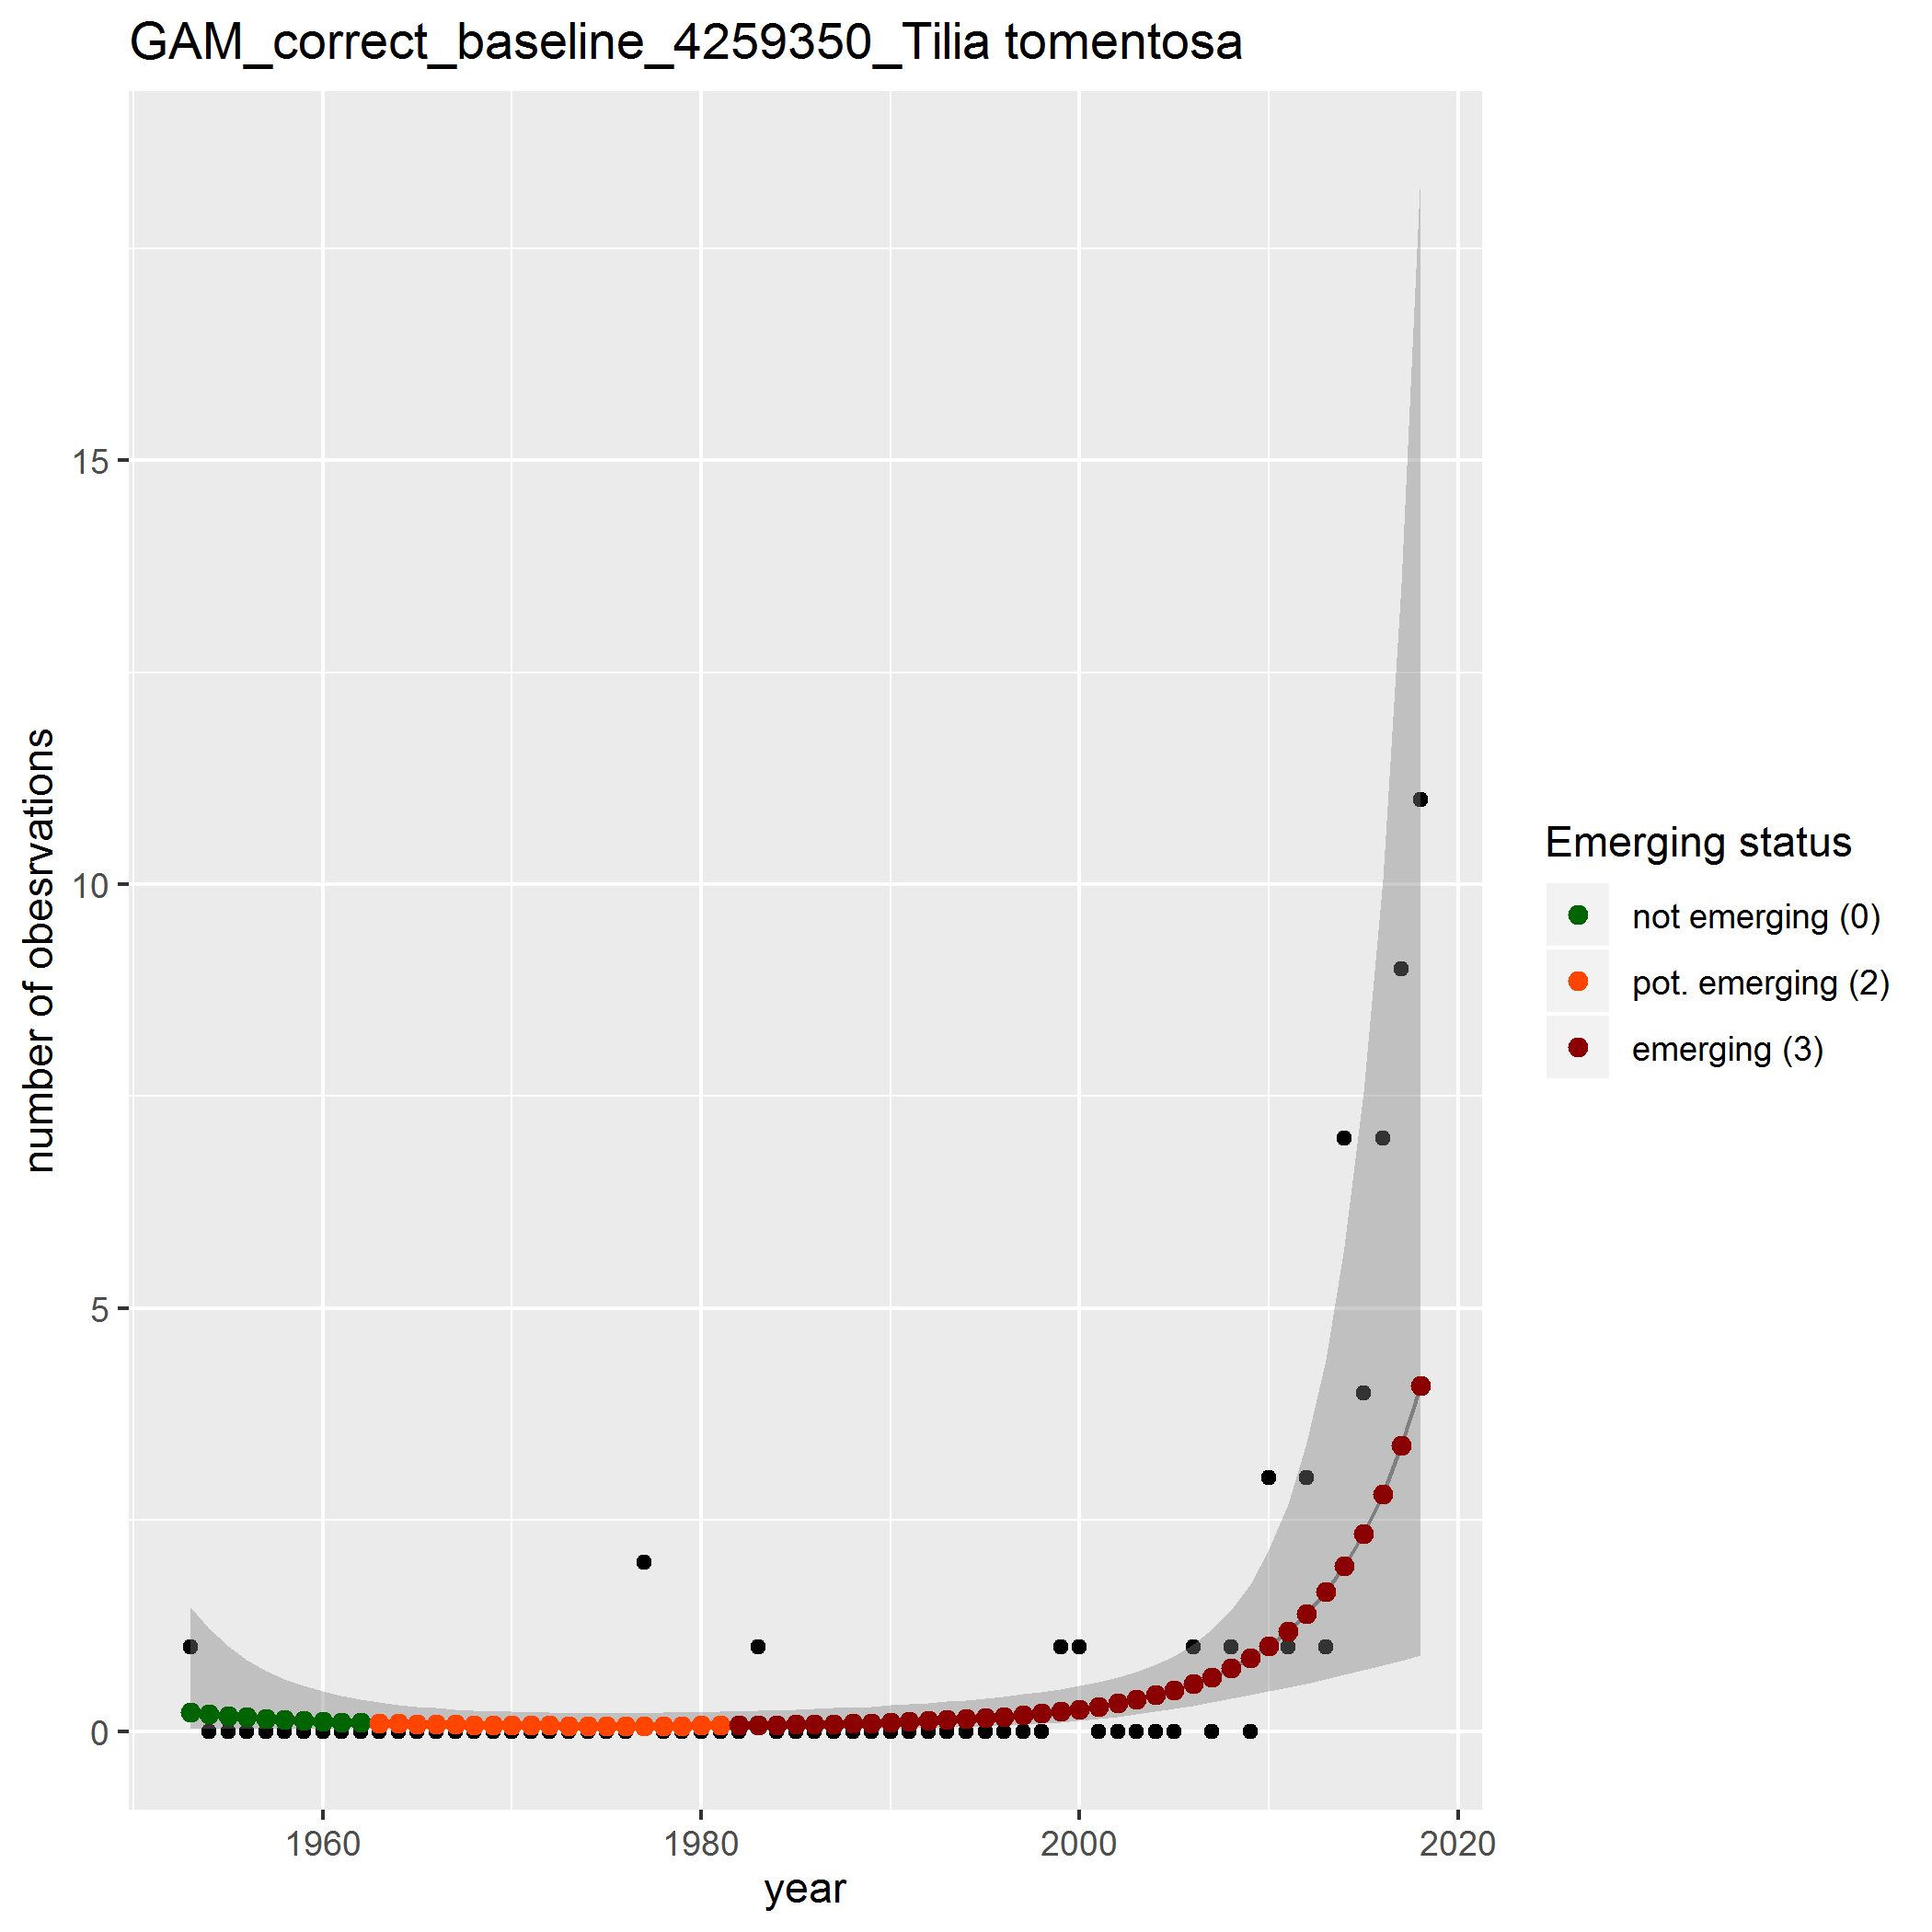 GAM_correct_baseline_4259350_Tilia tomentosa
number of obesrvations
15
10
5
0
1960
1980
2000
2020
year
Emerging status
not emerging (0)
pot. emerging (2)
emerging (3)